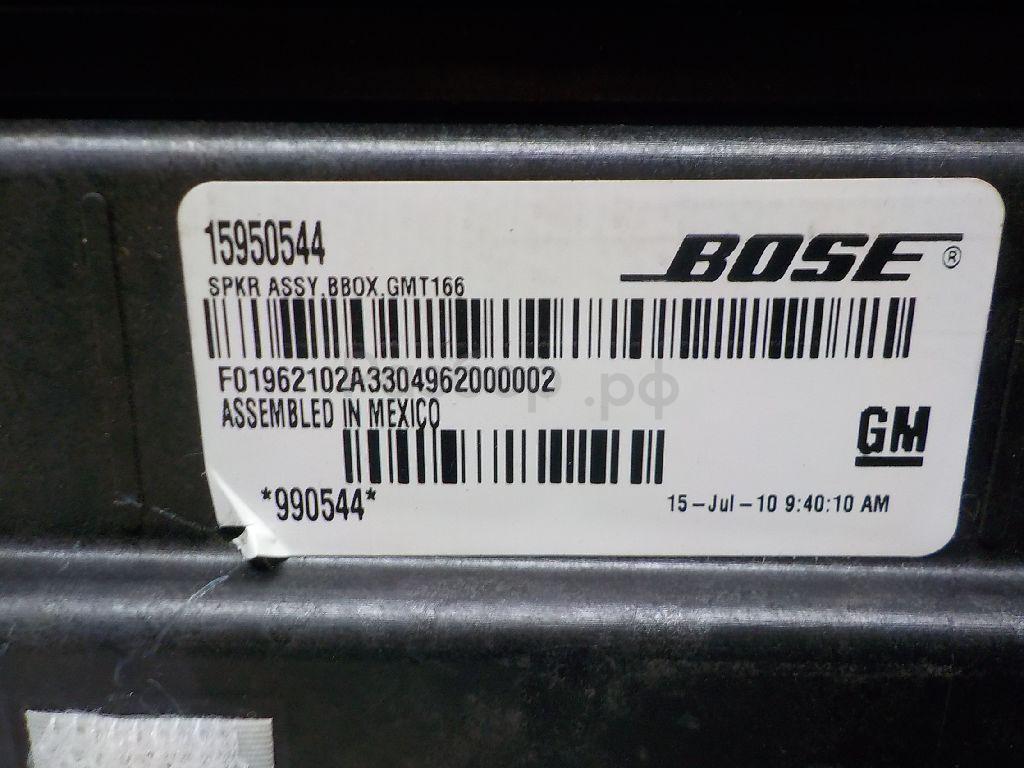 15950544
BOSE®
SPKR ASSY,BBOX,GMT166
F01962102A3304962000002
ASSEMBLED IN MEXICO
GM
*990544*
15-Jul-10 9:40:10 AM
.рф